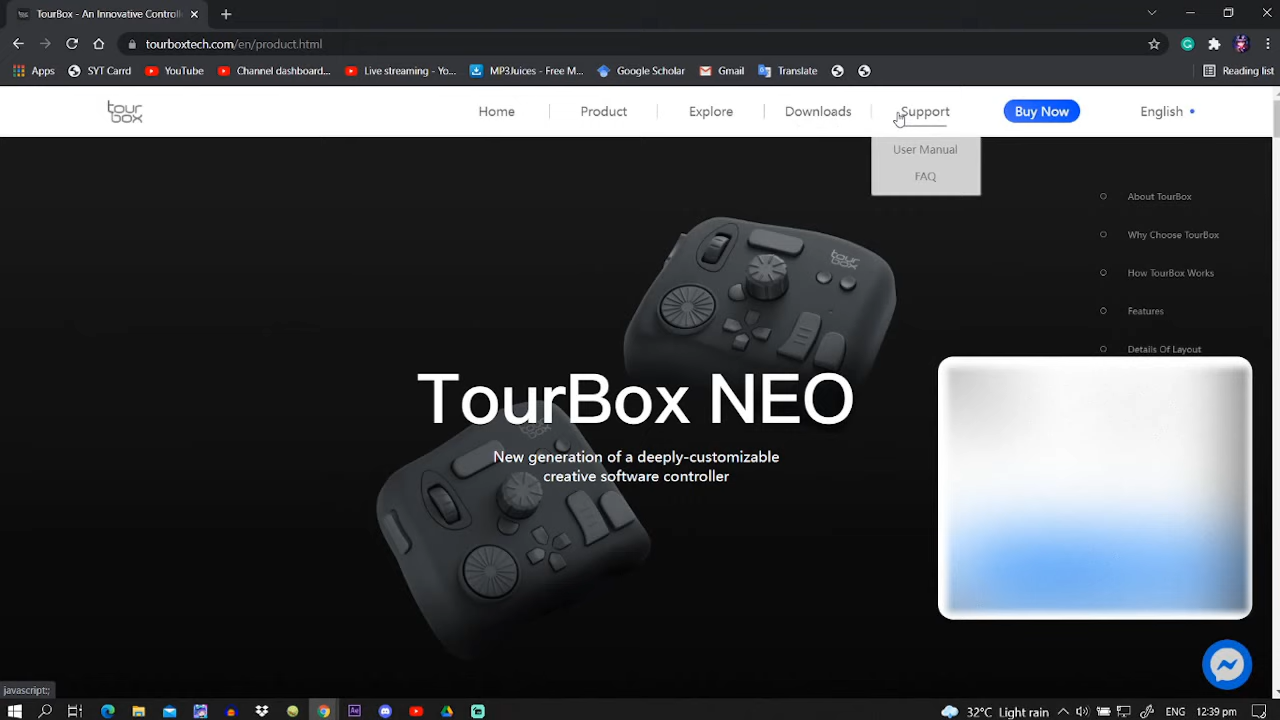 TourBox - An Innovative Controll
tourboxtech.com/en/product.html
Apps
SYT Carrd
YouTube
Channel dashboard...
Live streaming - Yo...
MP3Juices - Free M...
Google Scholar
Gmail
Translate
Reading list
tour
box
Home
Product
Explore
Downloads
Support
Buy Now
English
User Manual
FAQ
About TourBox
Why Choose TourBox
How TourBox Works
Features
Details Of Layout
tour
box
TourBox NEO
New generation of a deeply-customizable
creative software controller
javascript:;
Ae
32°C Light rain
ENG
12:39 pm